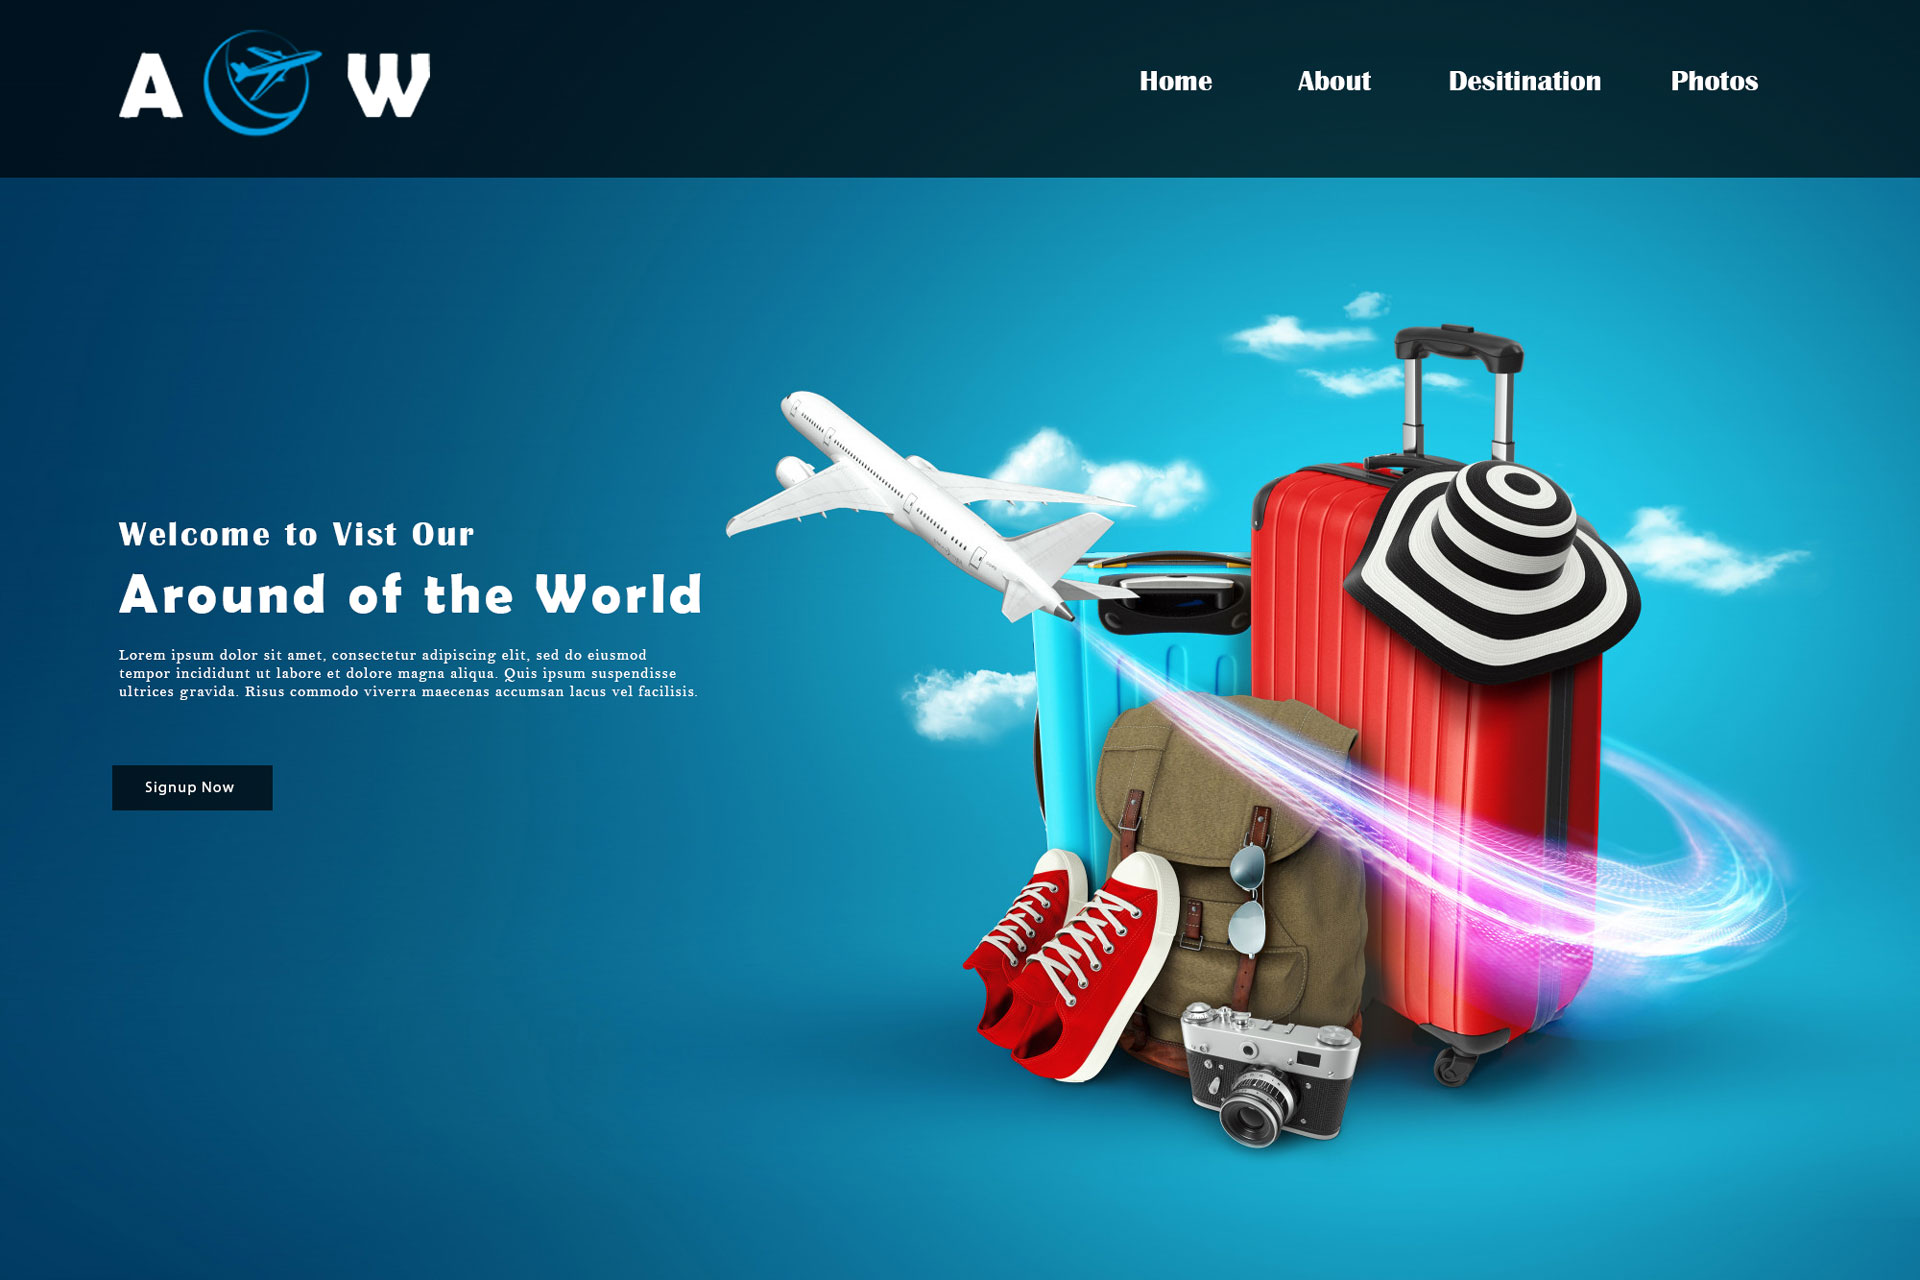 A W
Home About Desitination Photos
Welcome to Vist Our
Around of the World
Lorem ipsum dolor sit amet, consectetur adipiscing elit, sed do eiusmod
tempor incididunt ut labore et dolore magna aliqua. Quis ipsum suspendisse
ultrices gravida. Risus commodo viverra maecenas accumsan lacus vel facilisis.
Signup Now